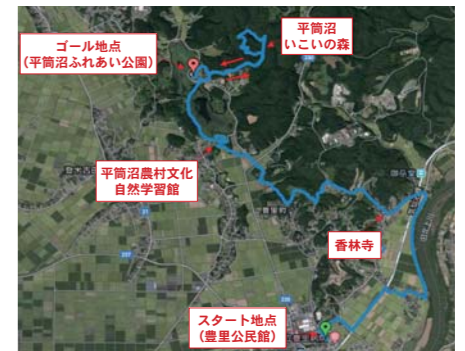 ゴール地点
（平筒沼ふれあい公園）
平筒沼
いこいの森
平筒沼農村文化
自然学習館
香林寺
スタート地点
（豊里公民館）